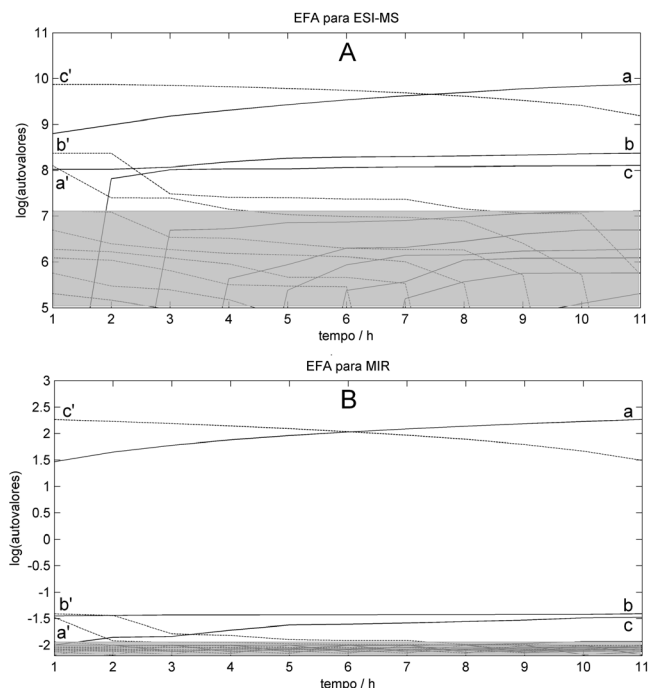 EFA para ESI-MS
A
log(autovalores)
11
10
9
8
7
6
5
c'
b'
a'
a
b
c
1 2 3 4 5 6 7 8 9 10 11
tempo / h
EFA para MIR
B
log(autovalores)
3
2.5
2
1.5
1
0.5
0
-0.5
-1
-1.5
-2
c'
b'
a'
a
b
c
1 2 3 4 5 6 7 8 9 10 11
tempo / h